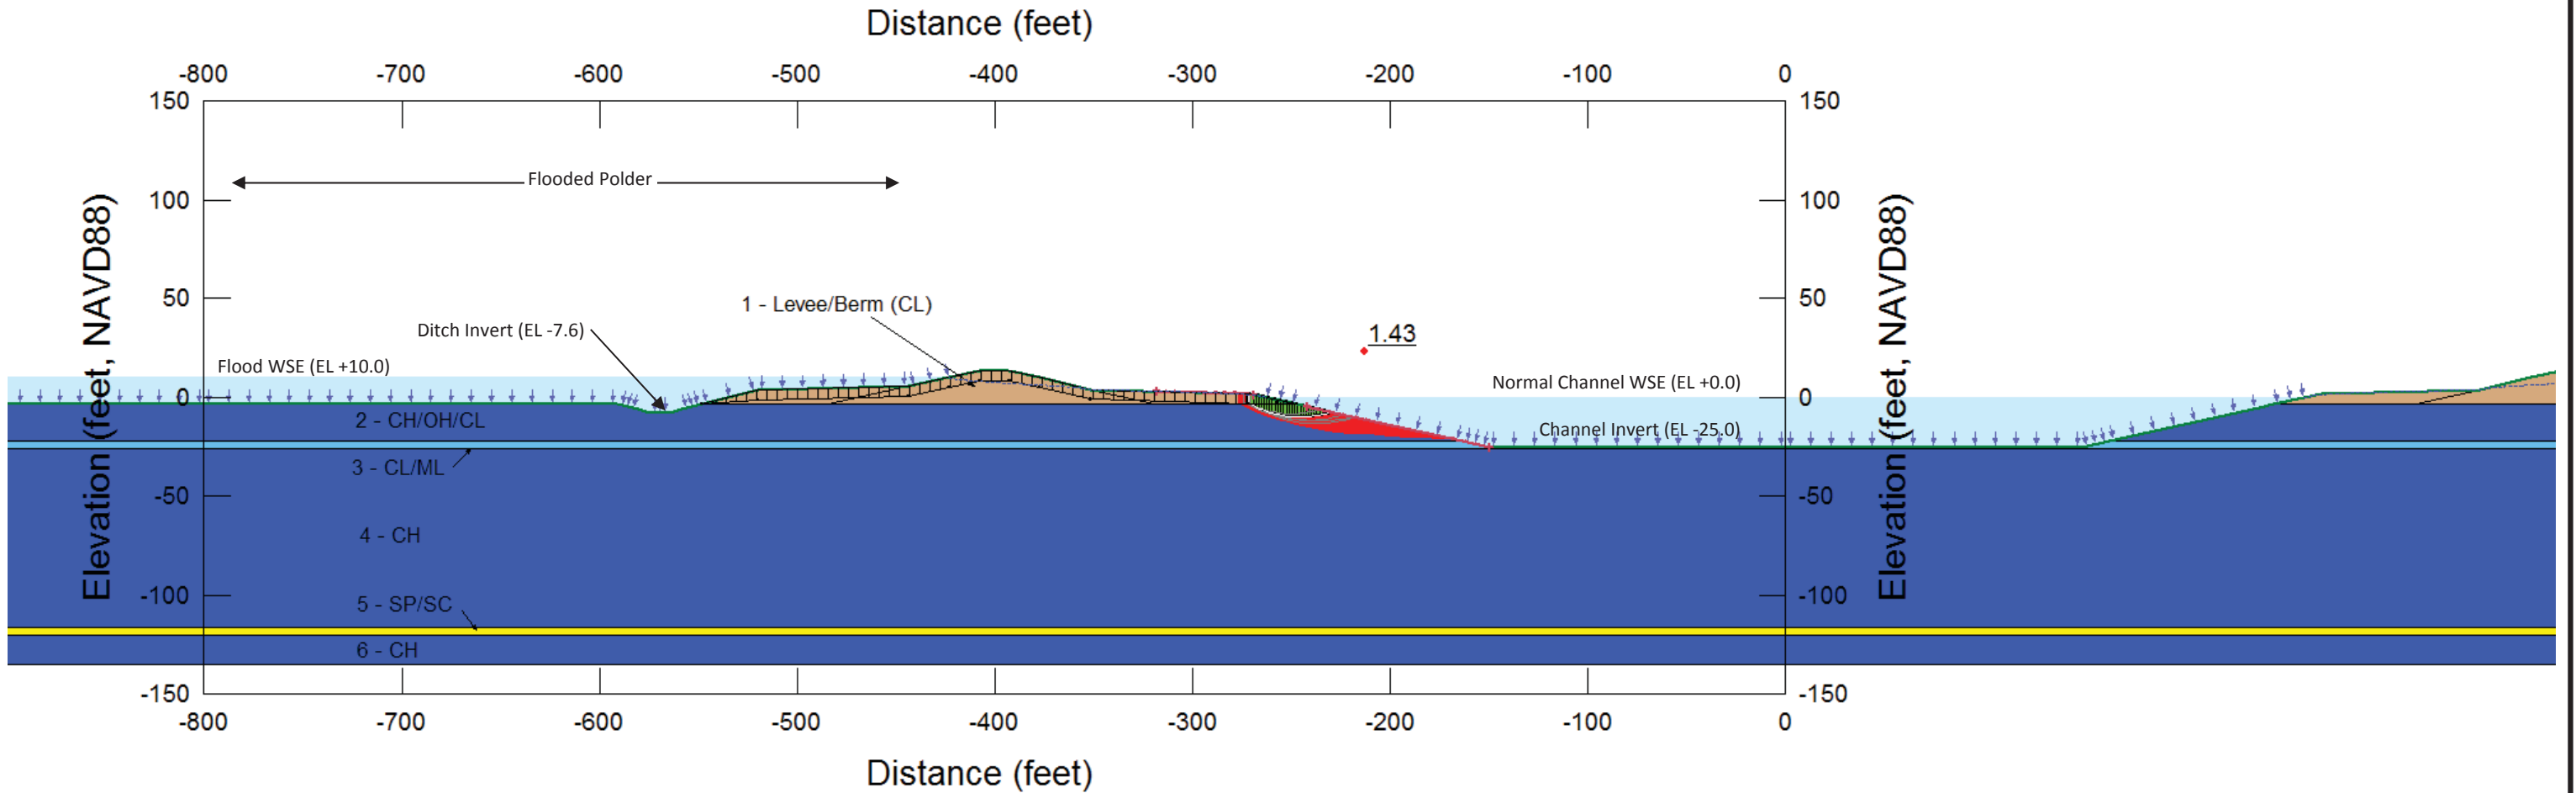 Distance (feet)
-800 -700 -600 -500 -400 -300 -200 -100 0
150 150
Flooded Polder
100 100
Elevation (feet, NAVD88)
Elevation (feet, NAVD88)
50 50
1 - Levee/Berm (CL)
Ditch Invert (EL -7.6)
1.43
Flood WSE (EL +10.0)
Normal Channel WSE (EL +0.0)
0 0
2 - CH/OH/CL
Channel Invert (EL -25.0)
3 - CL/ML
-50 -50
4 - CH
-100 -100
5 - SP/SC
6 - CH
-150 -150
-800 -700 -600 -500 -400 -300 -200 -100 0
Distance (feet)